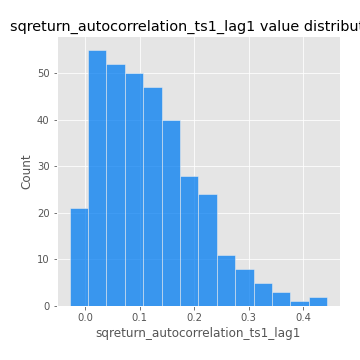 sqreturn_autocorrelation_ts1_lag1 value distribut
Count
50
40
30
20
10
0
0.0 0.1 0.2 0.3 0.4
sqreturn_autocorrelation_ts1_lag1